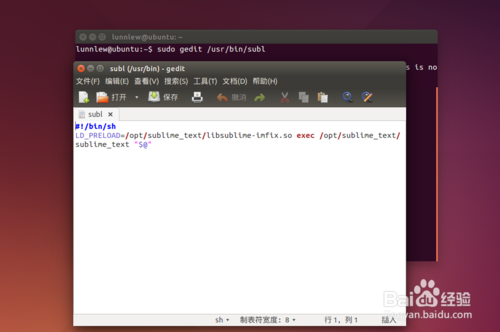 lunnlew@ubuntu: ~
lunnlew@ubuntu:~$ sudo gedit /usr/bin/subl
s is no
subl (/usr/bin) - gedit
文件(F) 编辑(E) 查看(V) 搜索(S) 工具(T) 文档(D) 帮助(H)
打开 保存 撤消
subl ×
#!/bin/sh
LD_PRELOAD=/opt/sublime_text/libsublime-imfix.so exec /opt/sublime_text/
sublime_text "$@"
sh 制表符宽度: 8 行 1，列 1 插入
Baidu 经验
jingyan.baidu.com